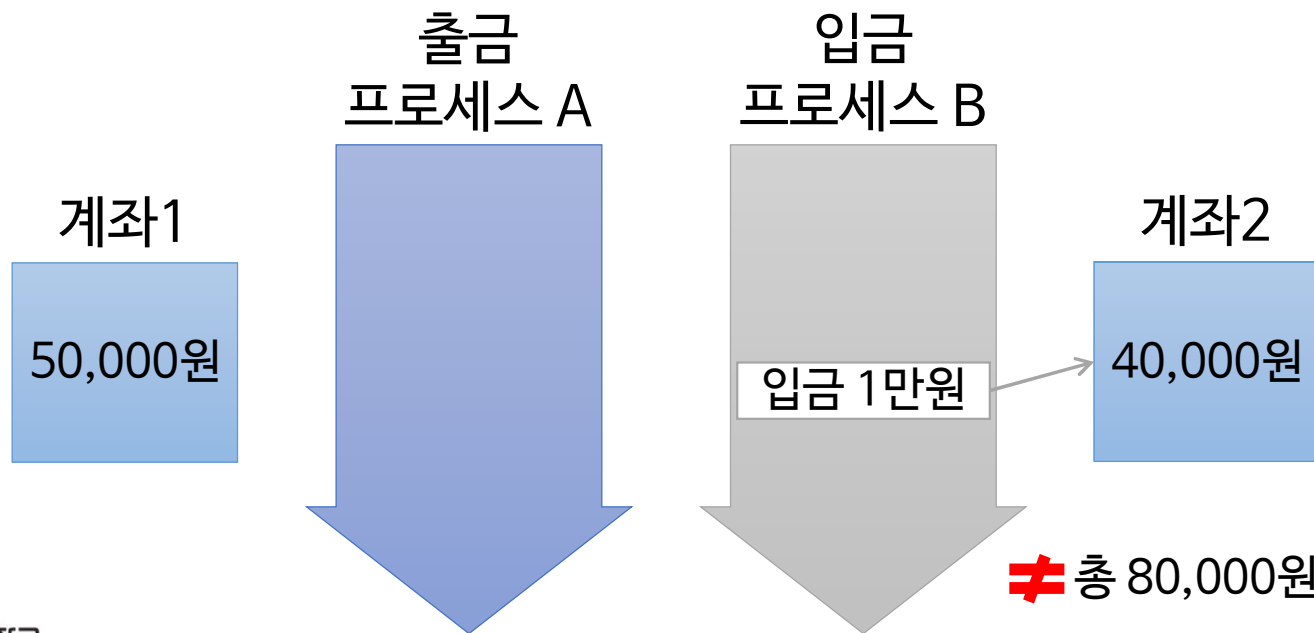 출금
프로세스 A
입금
프로세스 B
계좌1
계좌2
50,000원
40,000원
입금 1만원
≠ 총 80,000원